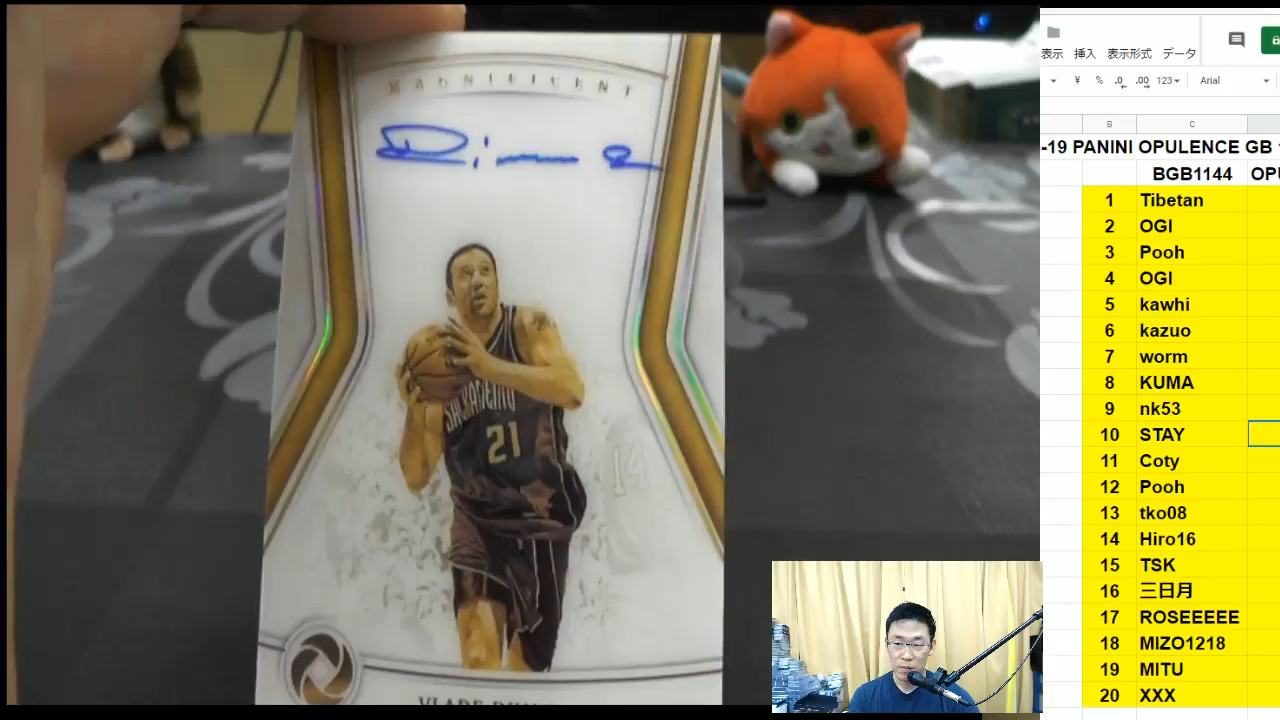 MAGNIFICENT
SACRAMENTO
21
14
VLADE
表示 挿入 表示形式 データ
¥ % .0 .00 123 Arial
B C
-19 PANINI OPULENCE GB
BGB1144 OPU
1 Tibetan
2 OGI
3 Pooh
4 OGI
5 kawhi
6 kazuo
7 worm
8 KUMA
9 nk53
10 STAY
11 Coty
12 Pooh
13 tko08
14 Hiro16
15 TSK
16 三日月
17 ROSEEEEE
18 MIZO1218
19 MITU
20 XXX